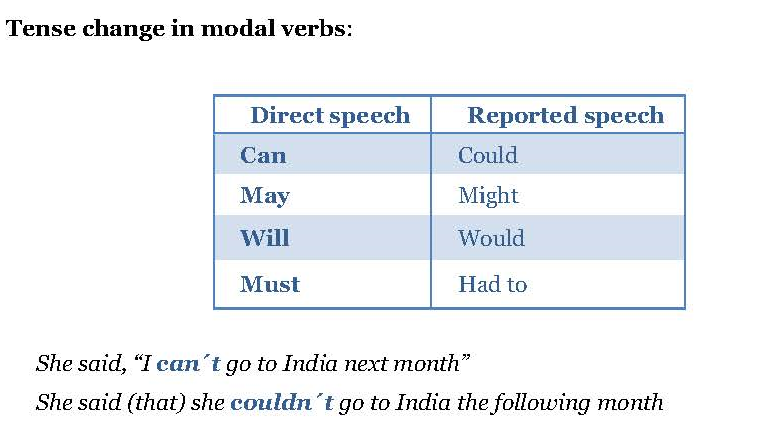 Tense change in modal verbs:
Direct speech Reported speech
Can Could
May Might
Will Would
Must Had to
She said, “I can´t go to India next month”
She said (that) she couldn´t go to India the following month